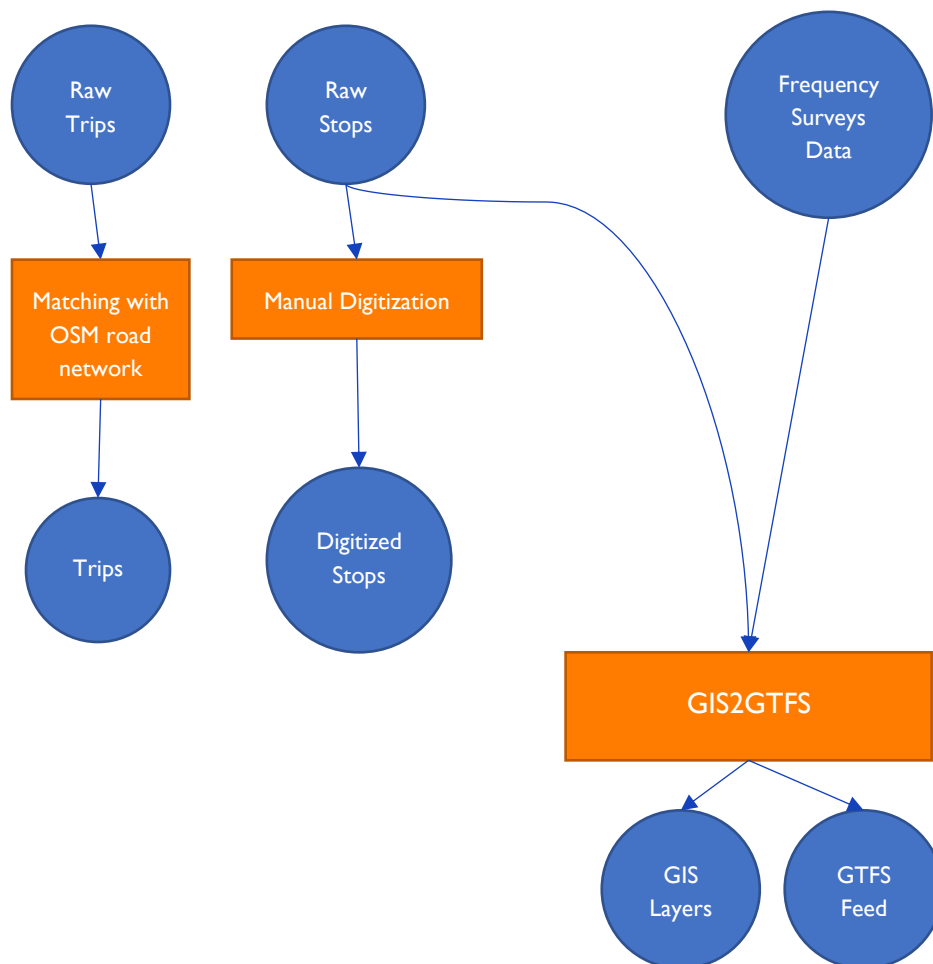 Raw
Trips
Raw
Stops
Frequency
Surveys
Data
Matching with
OSM road
network
Manual Digitization
Trips
Digitized
Stops
GIS2GTFS
GIS
Layers
GTFS
Feed